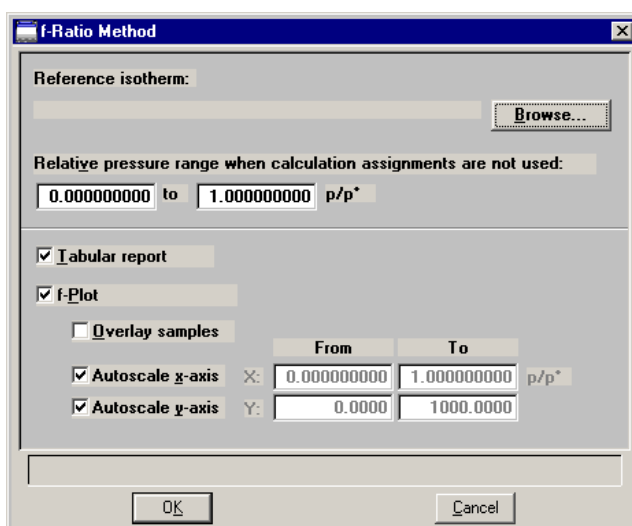 f-Ratio Method
Reference isotherm:
Browse...
Relative pressure range when calculation assignments are not used:
0.000000000 to 1.000000000 p/p°
Tabular report
f-Plot
Overlay samples
From To
Autoscale x-axis X: 0.000000000 1.000000000 p/p°
Autoscale y-axis Y: 0.0000 1000.0000
OK Cancel